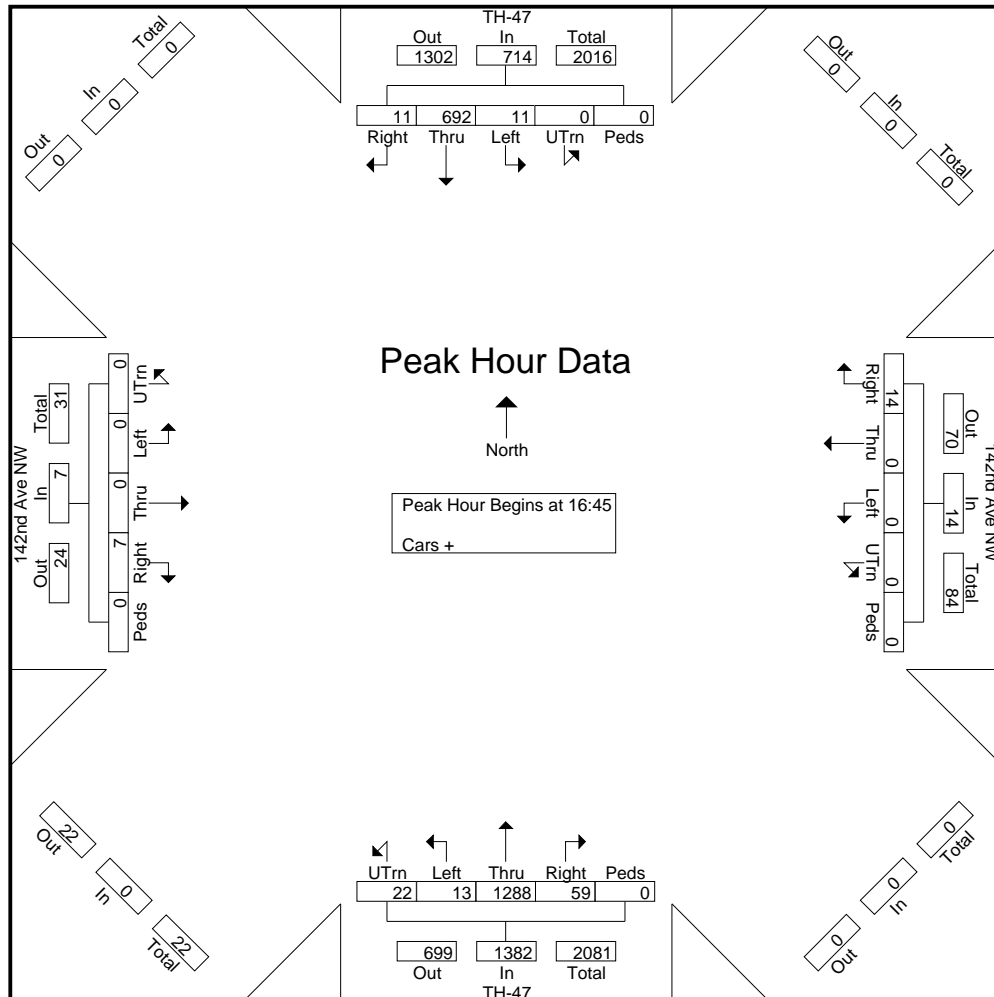 TH-47
Out In Total
1302 714 2016
11 692 11 0 0
Right Thru Left UTrn Peds
Total 0
In 0
Out 0
Out 0
In 0
Total 0
142nd Ave NW
Total 31
In 7
Out 24
0 UTrn
0 Left
0 Thru
7 Right
0 Peds
Peak Hour Data
North
Peak Hour Begins at 16:45
Cars +
Right 14
Thru 0
Left 0
UTrn 0
Peds 0
Out 70
In 14
Total 84
142nd Ave NW
22 Out
0 In
22 Total
UTrn Left Thru Right Peds
22 13 1288 59 0
699 1382 2081
Out In Total
TH-47
0 Total
0 In
0 Out